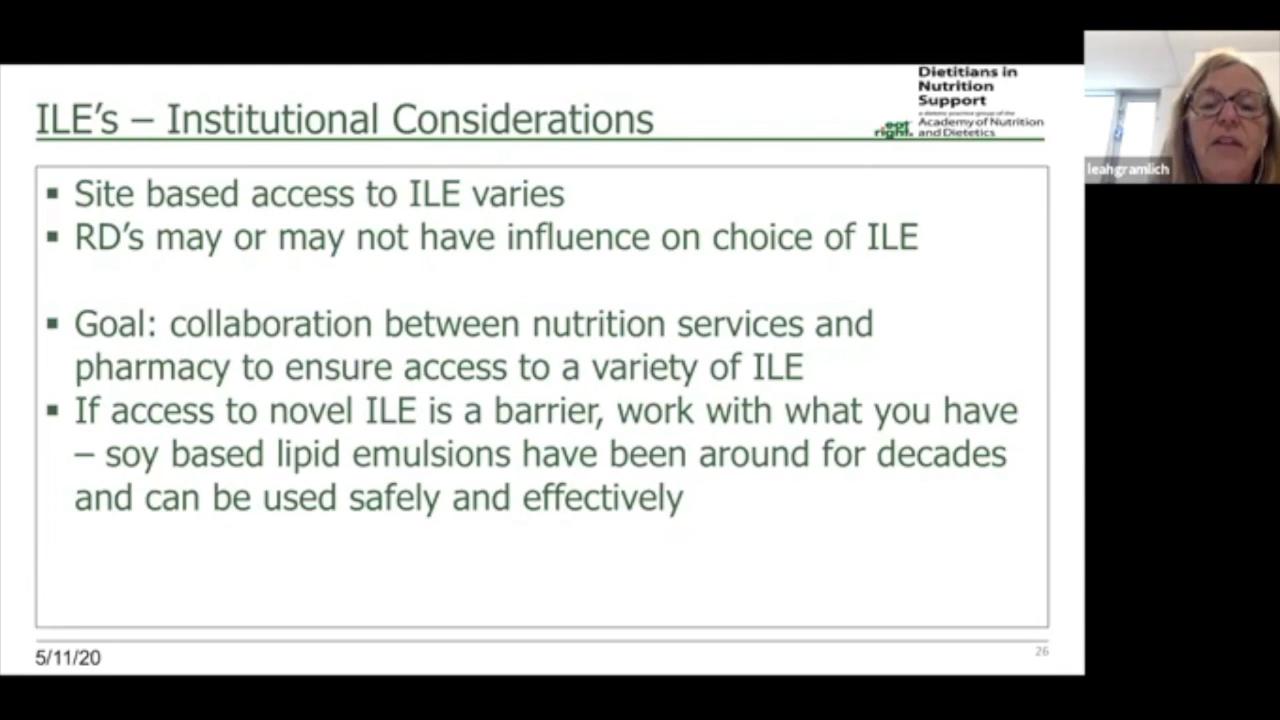 ILE's – Institutional Considerations
Dietitians in
Nutrition
Support
a dietetic practice group of the
Academy of Nutrition
and Dietetics
eat
right.
▪ Site based access to ILE varies
▪ RD's may or may not have influence on choice of ILE
▪ Goal: collaboration between nutrition services and
pharmacy to ensure access to a variety of ILE
▪ If access to novel ILE is a barrier, work with what you have
– soy based lipid emulsions have been around for decades
and can be used safely and effectively
5/11/20
26
leahgramlich